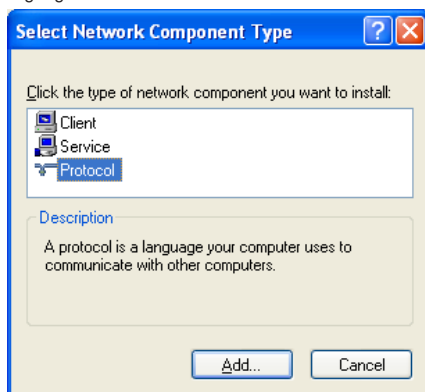 Select Network Component Type
Click the type of network component you want to install:
Client
Service
Protocol
Description
A protocol is a language your computer uses to
communicate with other computers.
Add... Cancel